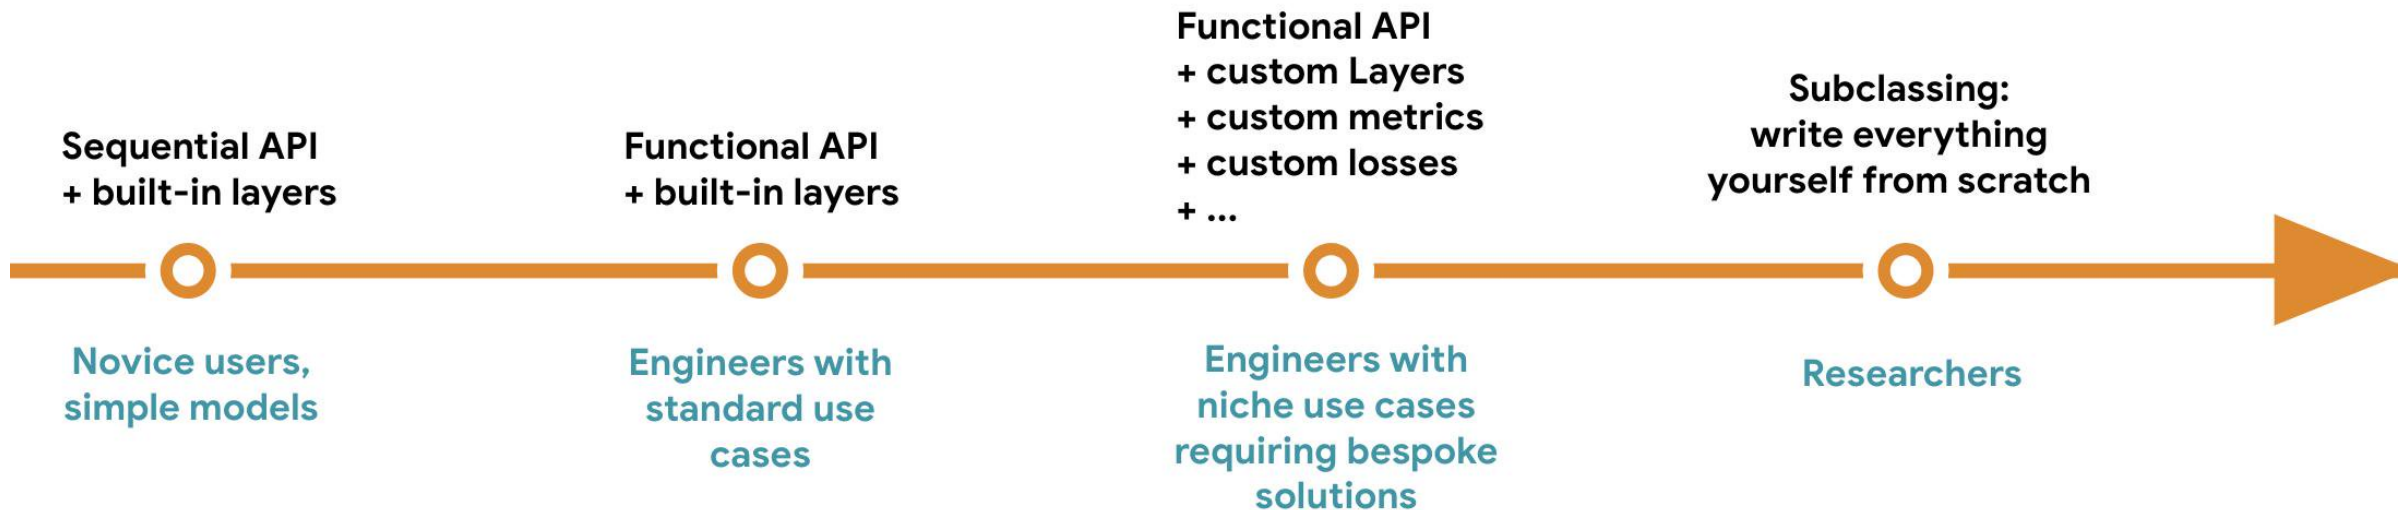 Sequential API
+ built-in layers
Functional API
+ built-in layers
Functional API
+ custom Layers
+ custom metrics
+ custom losses
+ ...
Subclassing:
write everything
yourself from scratch
Novice users,
simple models
Engineers with
standard use
cases
Engineers with
niche use cases
requiring bespoke
solutions
Researchers